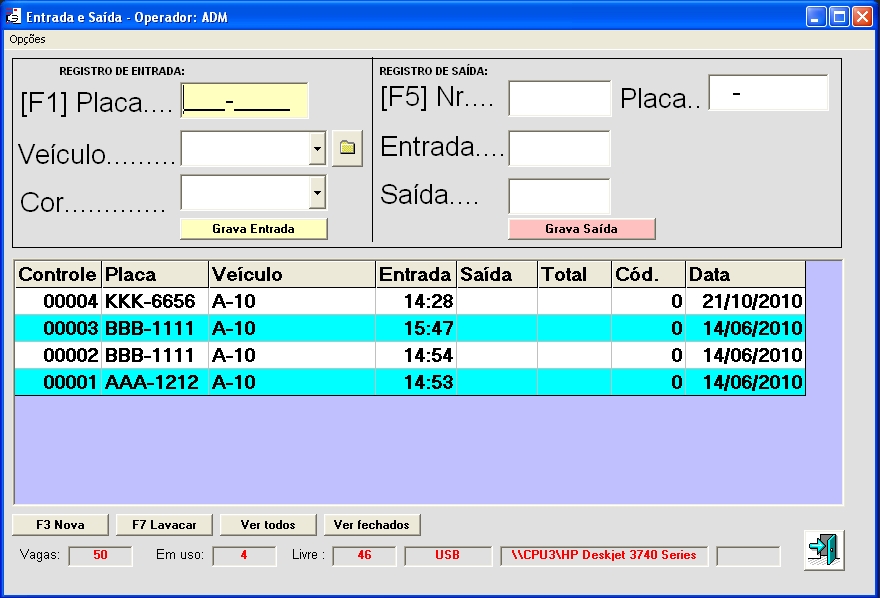 Entrada e Saída - Operador: ADM
Opções
REGISTRO DE ENTRADA:
[F1] Placa....
___-____
Veículo.........
Cor.............
Grava Entrada
REGISTRO DE SAÍDA:
[F5] Nr....
Placa..
-
Entrada....
Saída....
Grava Saída
Controle Placa Veículo Entrada Saída Total Cód. Data
00004 KKK-6656 A-10 14:28 0 21/10/2010
00003 BBB-1111 A-10 15:47 0 14/06/2010
00002 BBB-1111 A-10 14:54 0 14/06/2010
00001 AAA-1212 A-10 14:53 0 14/06/2010
F3 Nova F7 Lavacar Ver todos Ver fechados
Vagas: 50 Em uso: 4 Livre : 46 USB \\CPU3\HP Deskjet 3740 Series